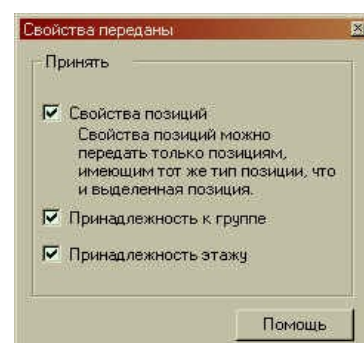 Свойства переданы
Принять
Свойства позиций
Свойства позиций можно
передать только позициям,
имеющим тот же тип позиции, что
и выделенная позиция.
Принадлежность к группе
Принадлежность этажу
Помощь